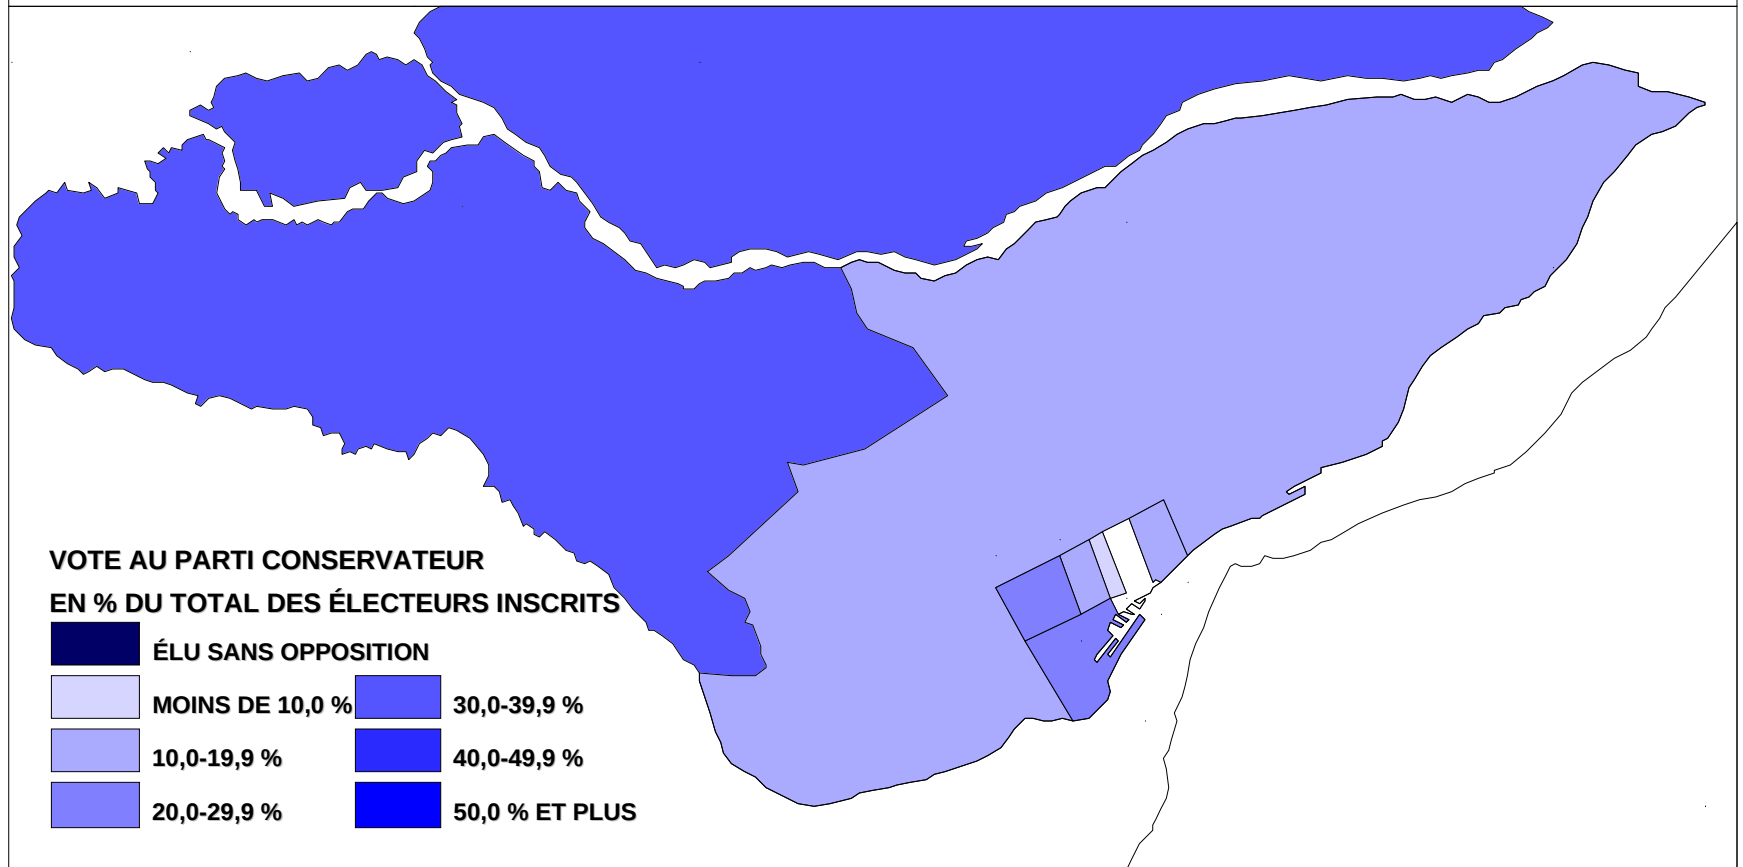 VOTE AU PARTI CONSERVATEUR
EN % DU TOTAL DES ÉLECTEURS INSCRITS
ÉLU SANS OPPOSITION
MOINS DE 10,0 %
10,0-19,9 %
20,0-29,9 %
30,0-39,9 %
40,0-49,9 %
50,0 % ET PLUS